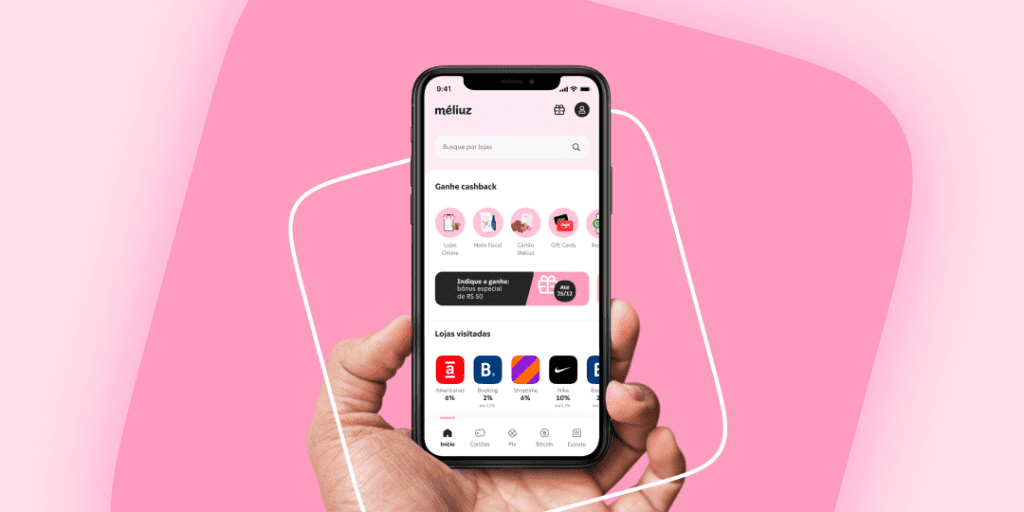 9:41
méliuz
Busque por lojas
Ganhe cashback
Lojas
Online
Nota Fiscal
Cartão
Méliuz
Gift Cards
Indique e ganhe:
bônus especial
de R$ 50
Até
25/12
Lojas visitadas
Americanas
6%
Booking
2%
Shoptime
6%
Nike
10%
Início
Cartões
Pix
Bitcoin
Extrato